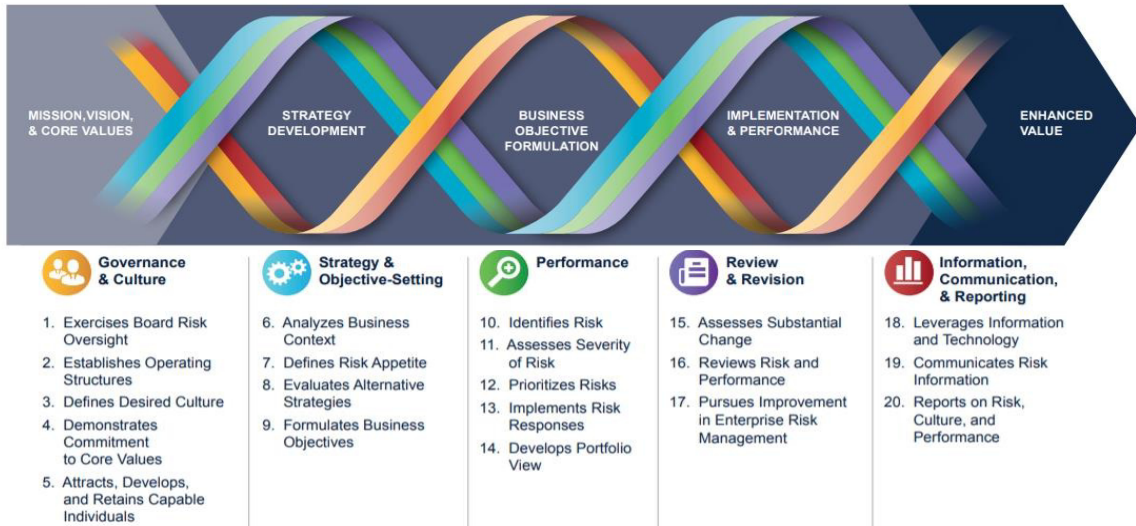 MISSION, VISION,
& CORE VALUES
STRATEGY
DEVELOPMENT
BUSINESS
OBJECTIVE
FORMULATION
IMPLEMENTATION
& PERFORMANCE
ENHANCED
VALUE
Governance
& Culture
1. Exercises Board Risk
Oversight
2. Establishes Operating
Structures
3. Defines Desired Culture
4. Demonstrates
Commitment
to Core Values
5. Attracts, Develops,
and Retains Capable
Individuals
Strategy &
Objective-Setting
6. Analyzes Business
Context
7. Defines Risk Appetite
8. Evaluates Alternative
Strategies
9. Formulates Business
Objectives
Performance
10. Identifies Risk
11. Assesses Severity
of Risk
12. Prioritizes Risks
13. Implements Risk
Responses
14. Develops Portfolio
View
Review
& Revision
15. Assesses Substantial
Change
16. Reviews Risk and
Performance
17. Pursues Improvement
in Enterprise Risk
Management
Information,
Communication,
& Reporting
18. Leverages Information
and Technology
19. Communicates Risk
Information
20. Reports on Risk,
Culture, and
Performance